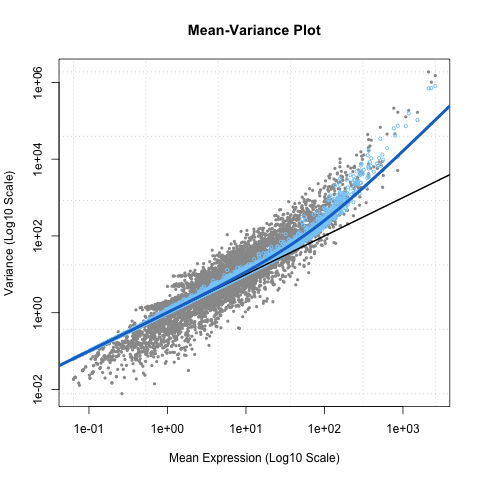 Mean-Variance Plot
Variance (Log10 Scale)
1e+06
1e+04
1e+02
1e+00
1e-02
1e-01 1e+00 1e+01 1e+02 1e+03
Mean Expression (Log10 Scale)